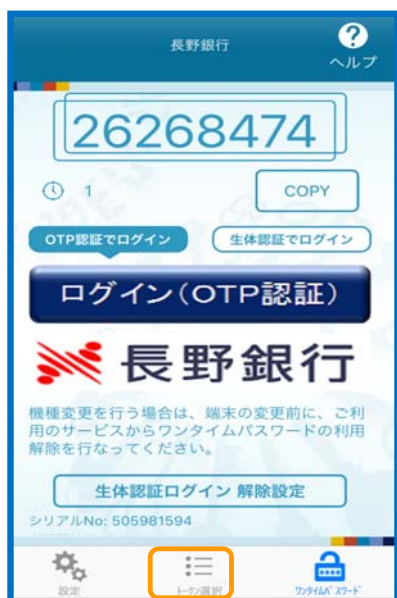 長野銀行
?
ヘルプ
26268474
1
COPY
OTP認証でログイン
生体認証でログイン
ログイン(OTP認証)
長野銀行
機種変更を行う場合は、端末の変更前に、ご利
用のサービスからワンタイムパスワードの利用
解除を行なってください。
生体認証ログイン 解除設定
シリアルNo: 505981594
設定
トークン選択
ワンタイムパスワード